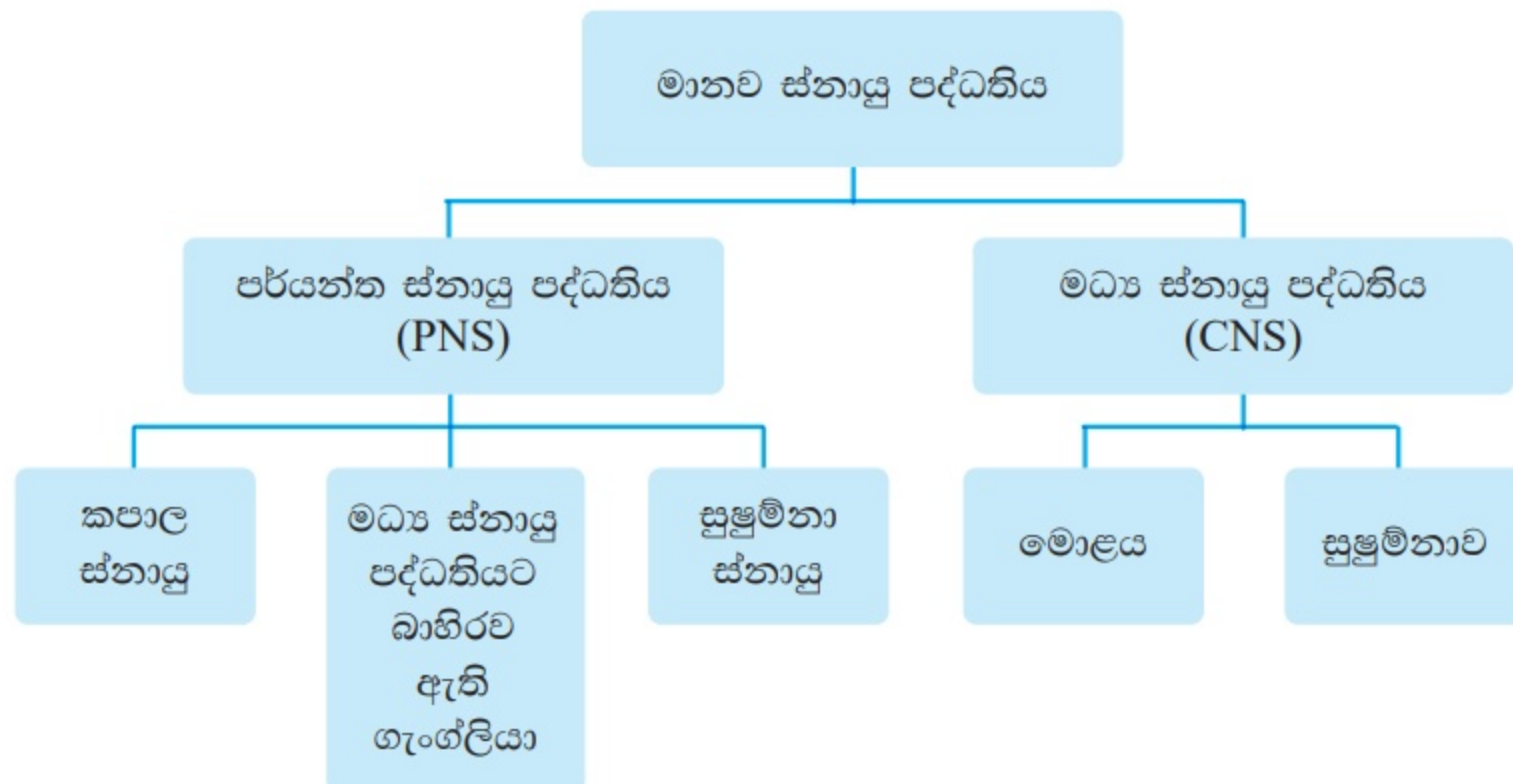 මානව ස්නායු පද්ධතිය
පර්යන්ත ස්නායු පද්ධතිය
(PNS)
මධ්‍ය ස්නායු පද්ධතිය
(CNS)
කපාල
ස්නායු
මධ්‍ය ස්නායු
පද්ධතියට
බාහිරව
ඇති
ගැංග්ලියා
සුෂුම්නා
ස්නායු
මොළය
සුෂුම්නාව